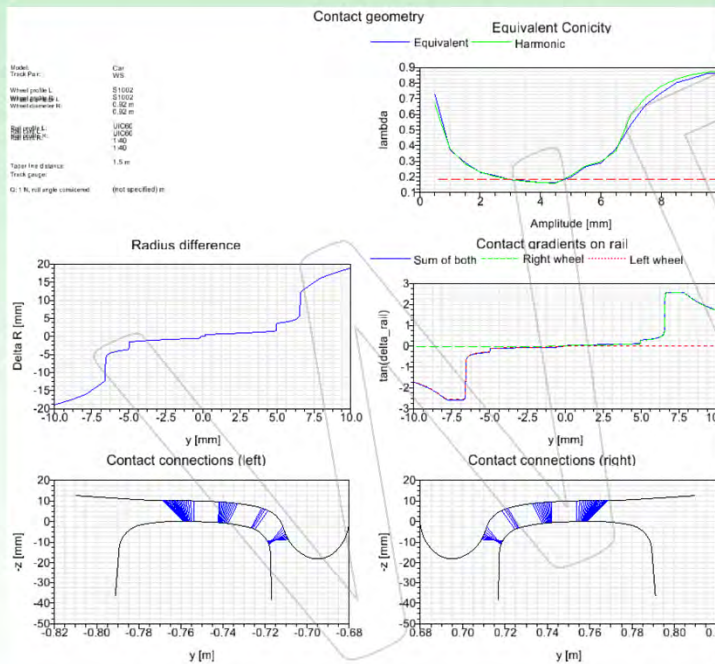 Contact geometry
Equivalent Conicity
Equivalent Harmonic
Model: Car
Track Pair: WS
Wheel profile L: S1002
S1002
0.92 m
Wheel diameter R: 0.92 m
Rail profile L: UIC60
UIC60
1:40
1:40
Taper line distance: 1.5 m
Track gauge:
(not specified) m
0.9
0.8
0.7
0.6
0.5
0.4
0.3
0.2
0.1
lambda
0 2 4 6 8
Amplitude [mm]
Radius difference
20
15
10
5
0
-5
-10
-15
-20
Delta R [mm]
-10.0 -7.5 -5.0 -2.5 0.0 2.5 5.0 7.5 10.0
y [mm]
Contact gradients on rail
Sum of both Right wheel Left wheel
3
2
1
0
-1
-2
-3
tan(delta_rail)
-10.0 -7.5 -5.0 -2.5 0.0 2.5 5.0 7.5 10.0
y [mm]
Contact connections (left)
20
10
0
-10
-20
-30
-40
-50
-z [mm]
-0.82 -0.80 -0.78 -0.76 -0.74 -0.72 -0.70 -0.68
y [m]
Contact connections (right)
20
10
0
-10
-20
-30
-40
-50
-z [mm]
0.68 0.70 0.72 0.74 0.76 0.78 0.80 0.82
y [m]